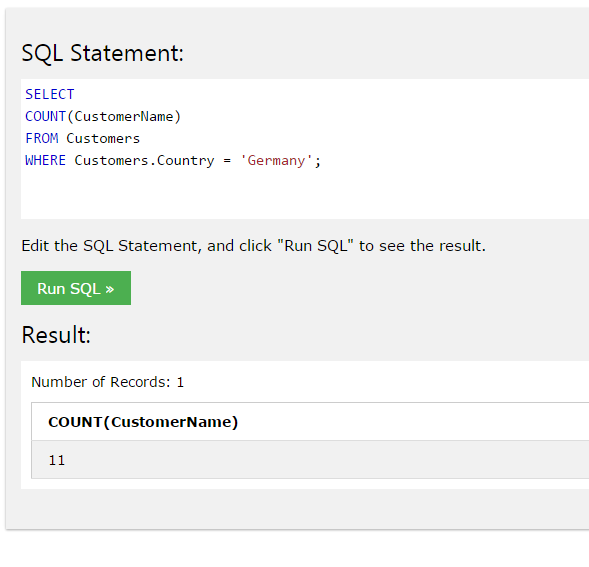 SQL Statement:
SELECT
COUNT(CustomerName)
FROM Customers
WHERE Customers.Country = 'Germany';
Edit the SQL Statement, and click "Run SQL" to see the result.
Run SQL »
Result:
Number of Records: 1
COUNT(CustomerName)
11